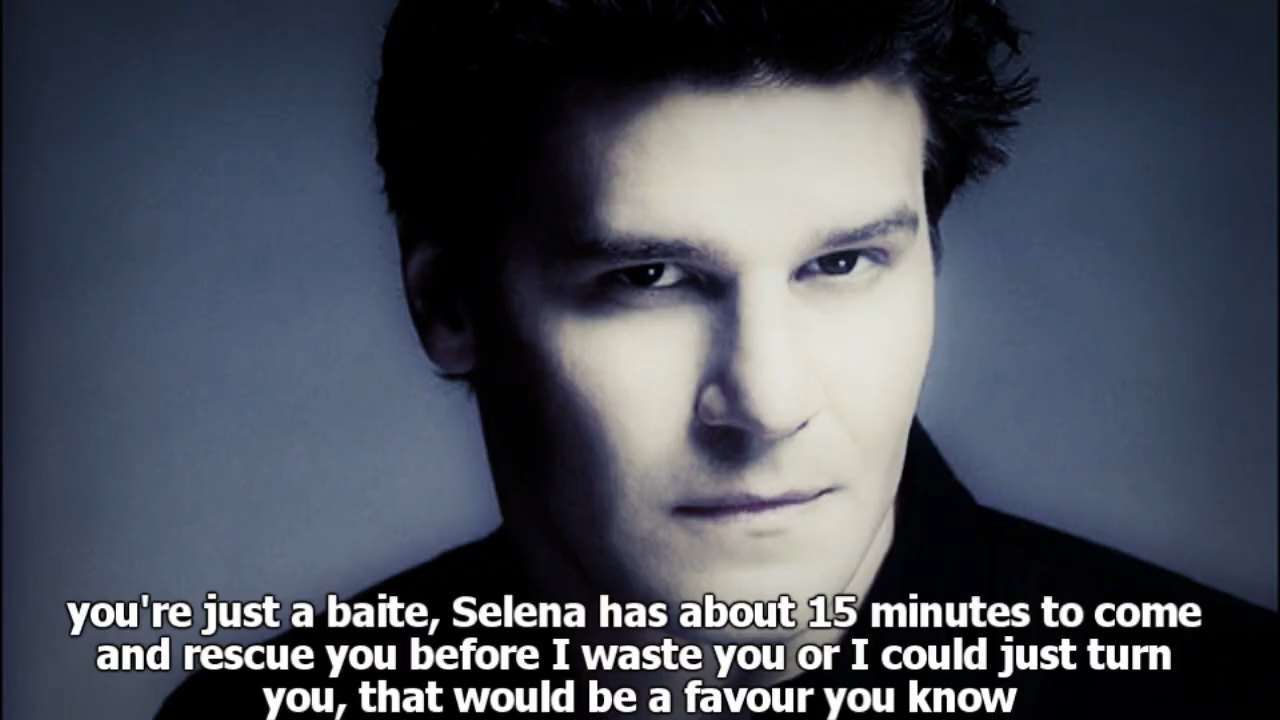 you're just a baite, Selena has about 15 minutes to come
and rescue you before I waste you or I could just turn
you, that would be a favour you know